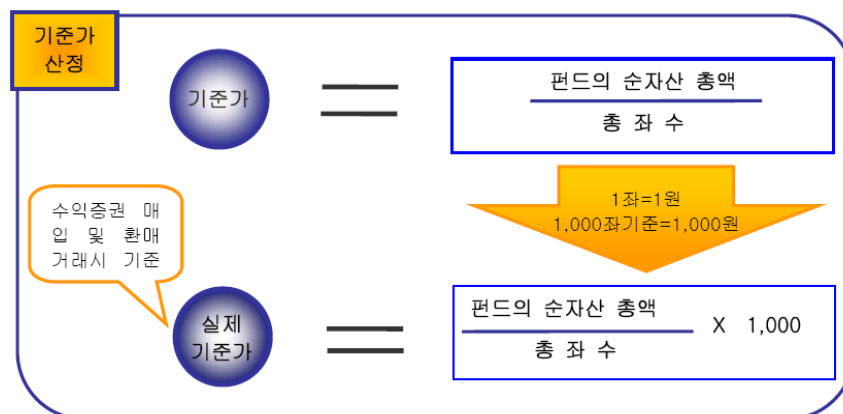 기준가
산정
기준가
펀드의 순자산 총액
총 좌 수
1좌=1원
1,000좌기준=1,000원
수익증권 매
입 및 환매
거래시 기준
실제
기준가
펀드의 순자산 총액
X 1,000
총 좌 수